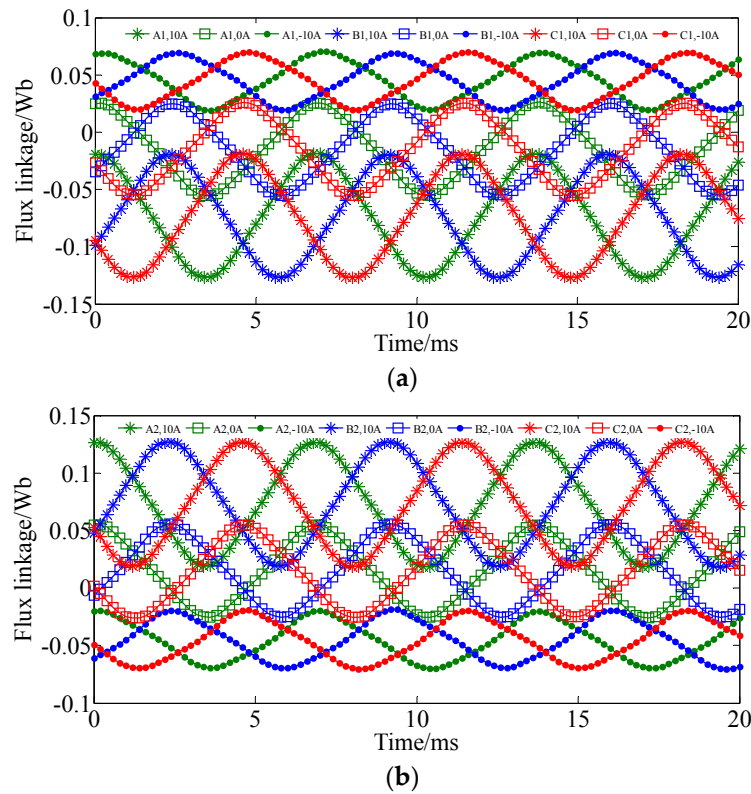 0.1
A1,10A A1,0A A1,-10A B1,10A B1,0A B1,-10A C1,10A C1,0A C1,-10A
0.05
0
-0.05
-0.1
-0.15
Flux linkage/Wb
0 5 10 15 20
Time/ms
(a)
0.15
A2,10A A2,0A A2,-10A B2,10A B2,0A B2,-10A C2,10A C2,0A C2,-10A
0.1
0.05
0
-0.05
-0.1
Flux linkage/Wb
0 5 10 15 20
Time/ms
(b)